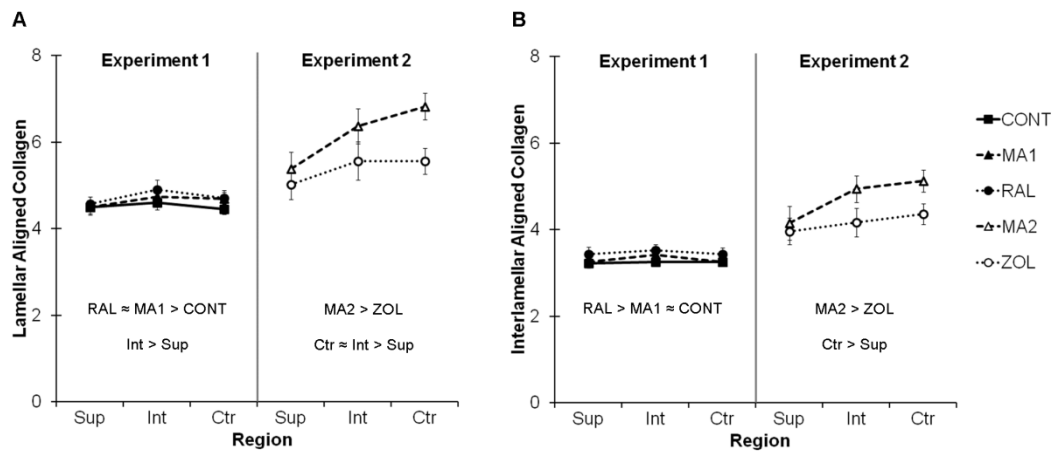 A
Lamellar Aligned Collagen
8
6
4
2
0
Experiment 1
Experiment 2
RAL ≈ MA1 > CONT
MA2 > ZOL
Int > Sup
Ctr ≈ Int > Sup
Sup Int Ctr Sup Int Ctr
Region
B
Interlamellar Aligned Collagen
8
6
4
2
0
Experiment 1
Experiment 2
RAL > MA1 ≈ CONT
MA2 > ZOL
Ctr > Sup
Sup Int Ctr Sup Int Ctr
Region
CONT
MA1
RAL
MA2
ZOL